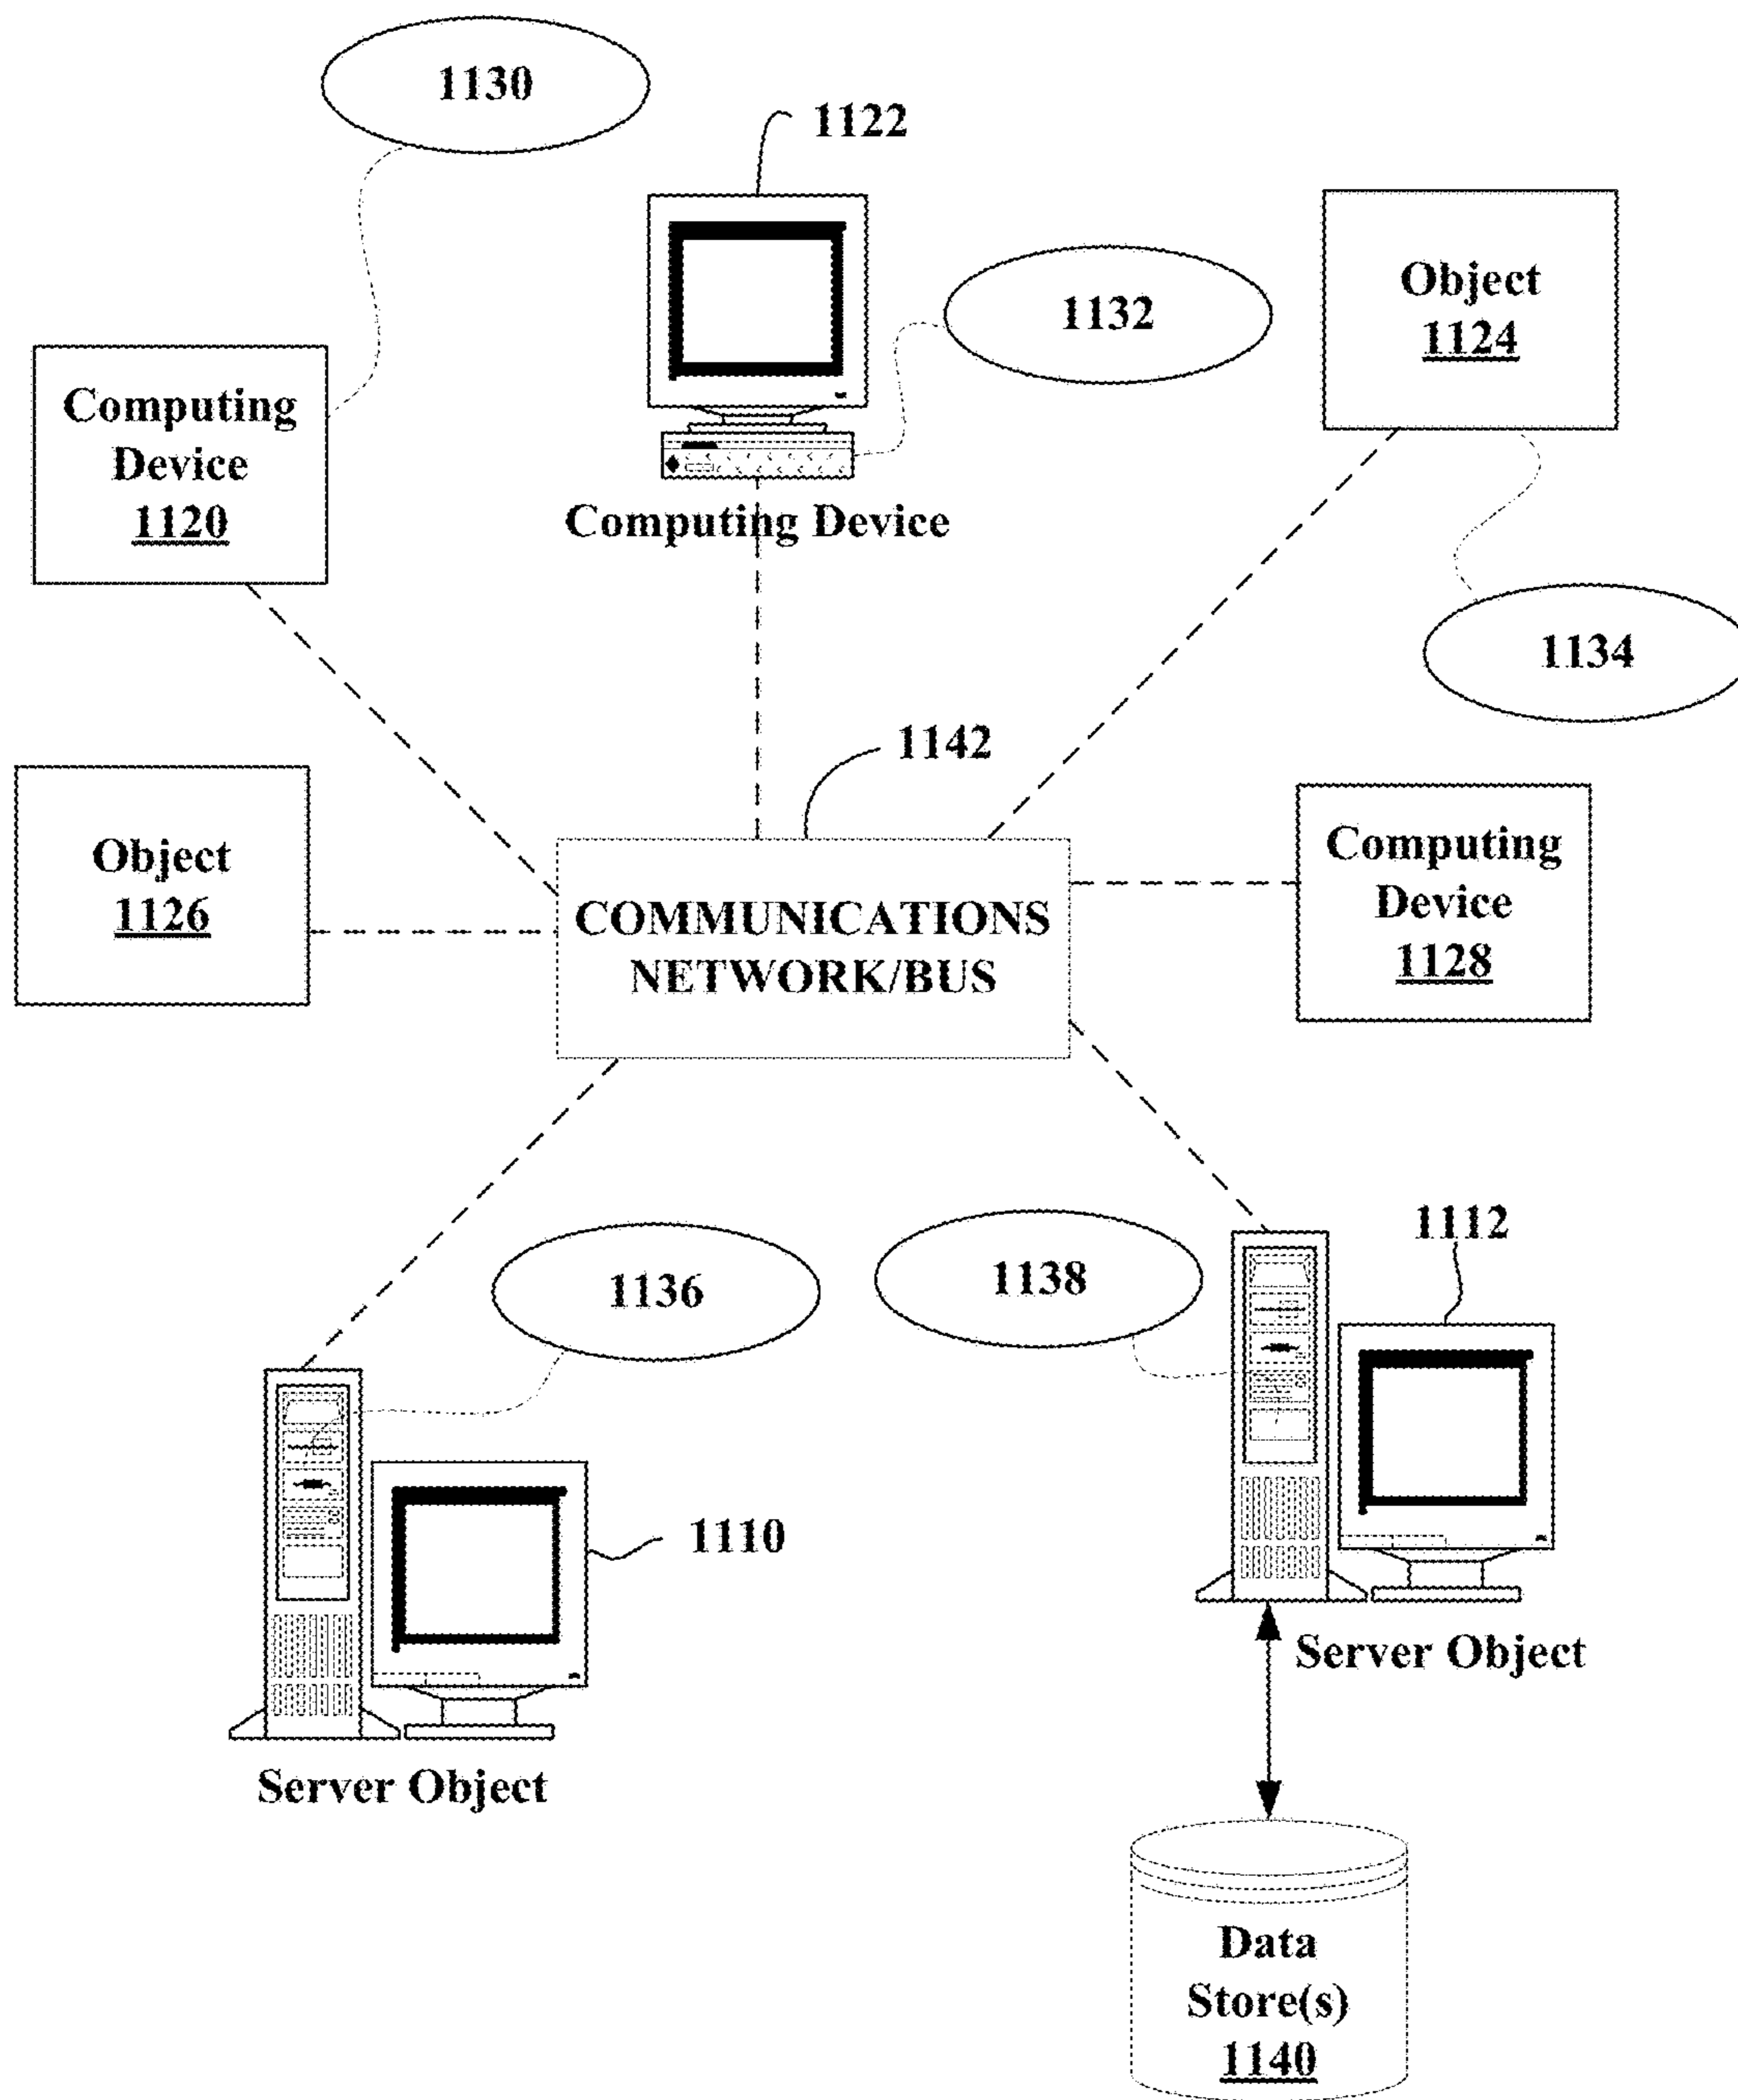 1130
1122
Object
1124
1132
Computing
Device
1120
Computing Device
1134
1142
Object
1126
COMMUNICATIONS
NETWORK/BUS
Computing
Device
1128
1112
1136
1138
1110
Server Object
Server Object
Data
Store(s)
1140